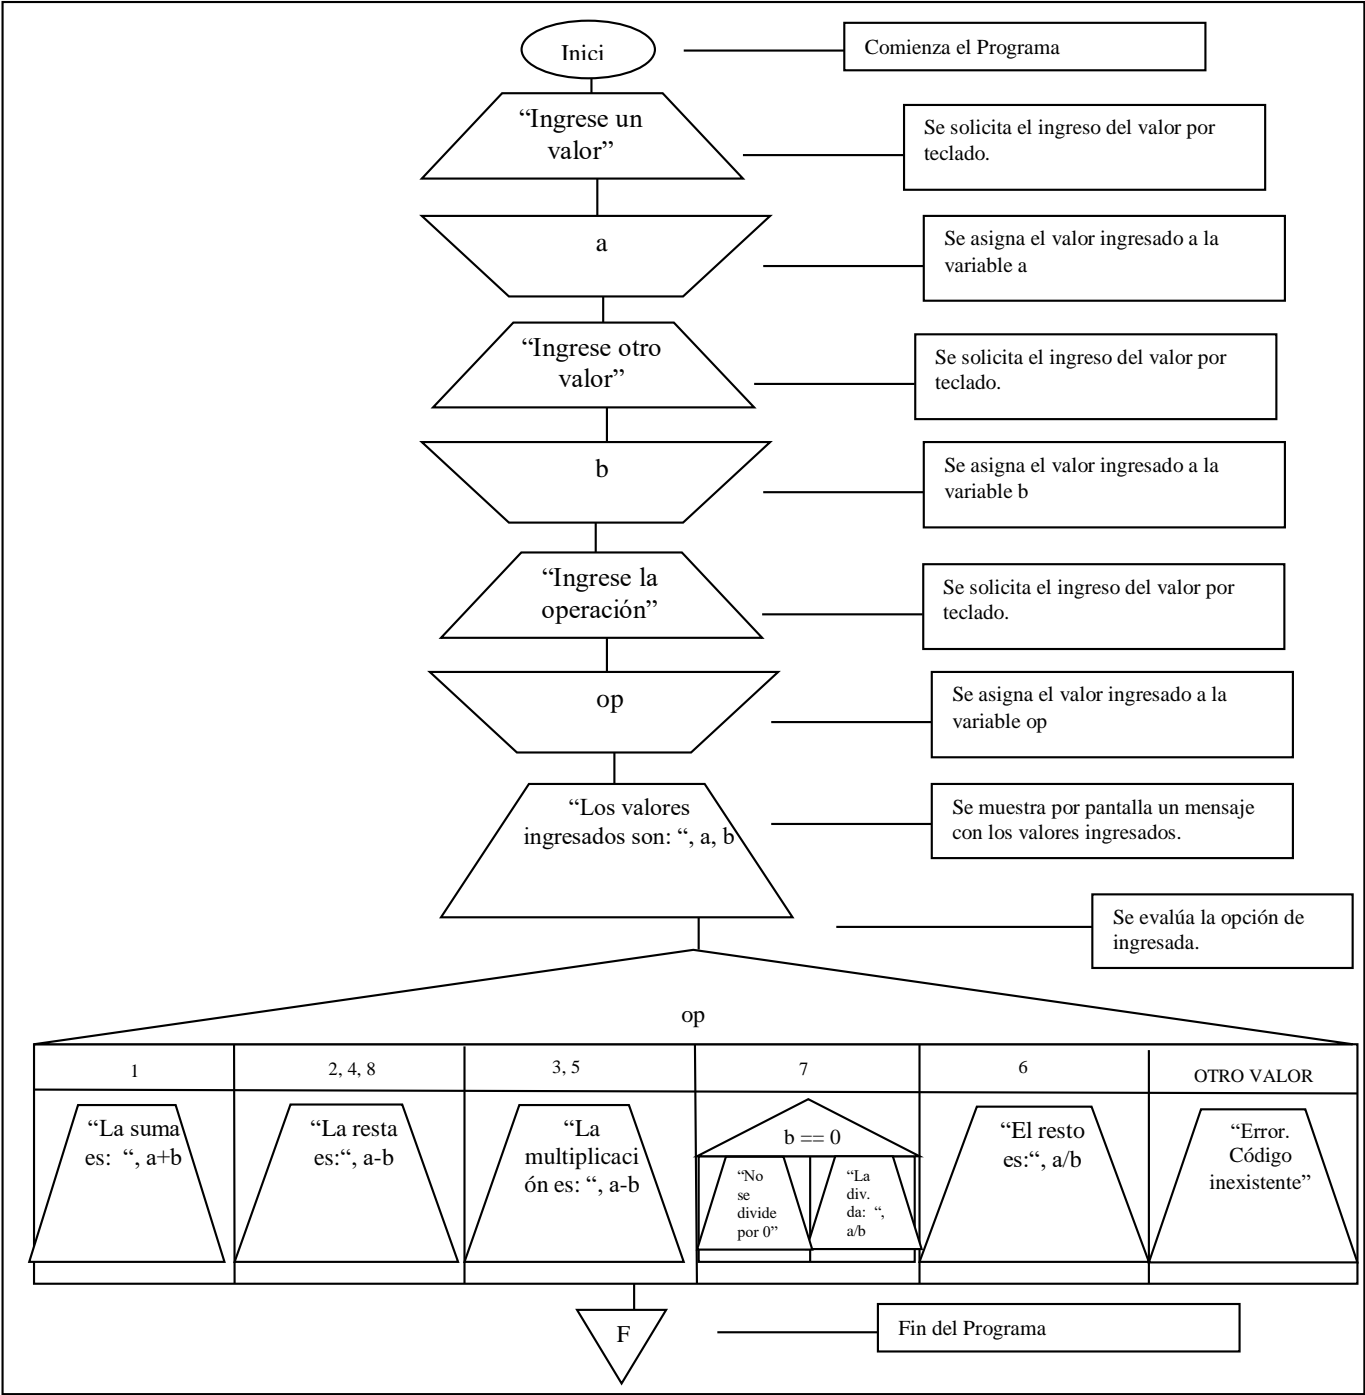 Inici
Comienza el Programa
“Ingrese un
valor”
Se solicita el ingreso del valor por
teclado.
a
Se asigna el valor ingresado a la
variable a
“Ingrese otro
valor”
Se solicita el ingreso del valor por
teclado.
b
Se asigna el valor ingresado a la
variable b
“Ingrese la
operación”
Se solicita el ingreso del valor por
teclado.
op
Se asigna el valor ingresado a la
variable op
“Los valores
ingresados son: “, a, b
Se muestra por pantalla un mensaje
con los valores ingresados.
Se evalúa la opción de
ingresada.
op
1
2, 4, 8
3, 5
7
6
OTRO VALOR
“La suma
es: “, a+b
“La resta
es:“, a-b
“La
multiplicaci
ón es: “, a-b
b == 0
“No
se
divide
por 0”
“La
div.
da: “,
a/b
“El resto
es:“, a/b
“Error.
Código
inexistente”
F
Fin del Programa